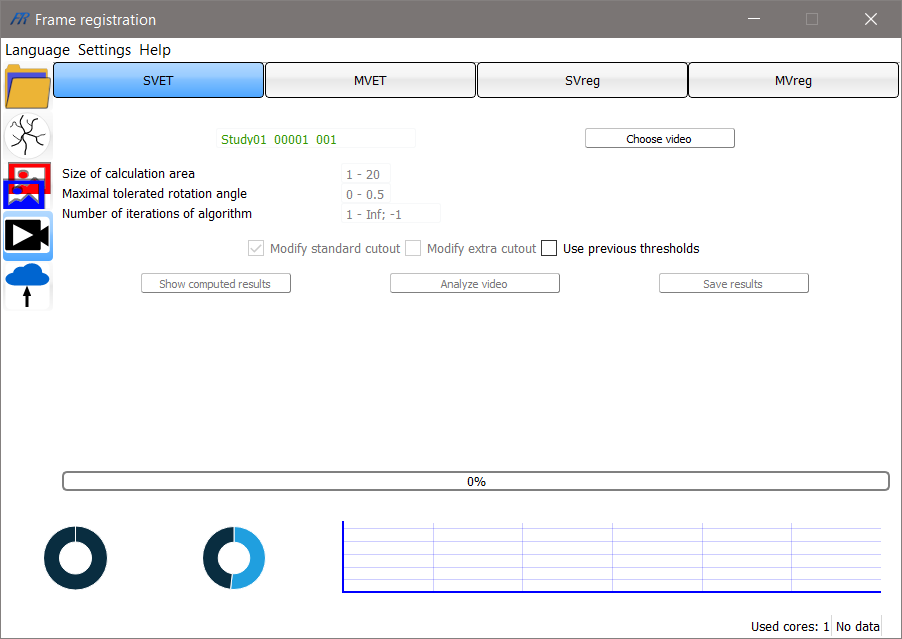 FR Frame registration
Language Settings Help
SVET MVET SVreg MVreg
Study01_00001_001 Choose video
Size of calculation area 1 - 20
Maximal tolerated rotation angle 0 - 0.5
Number of iterations of algorithm 1 - Inf; -1
Modify standard cutout Modify extra cutout Use previous thresholds
Show computed results Analyze video Save results
0%
Used cores: 1 No data